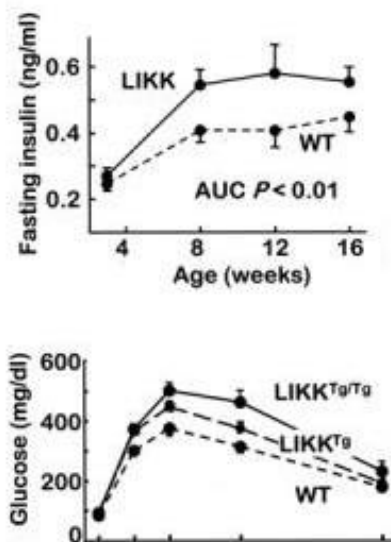 Fasting insulin (ng/ml)
0.6
0.4
0.2
LIKK
WT
AUC P < 0.01
4 8 12 16
Age (weeks)
Glucose (mg/dl)
600
400
200
0
LIKKTg/Tg
LIKKTg
WT